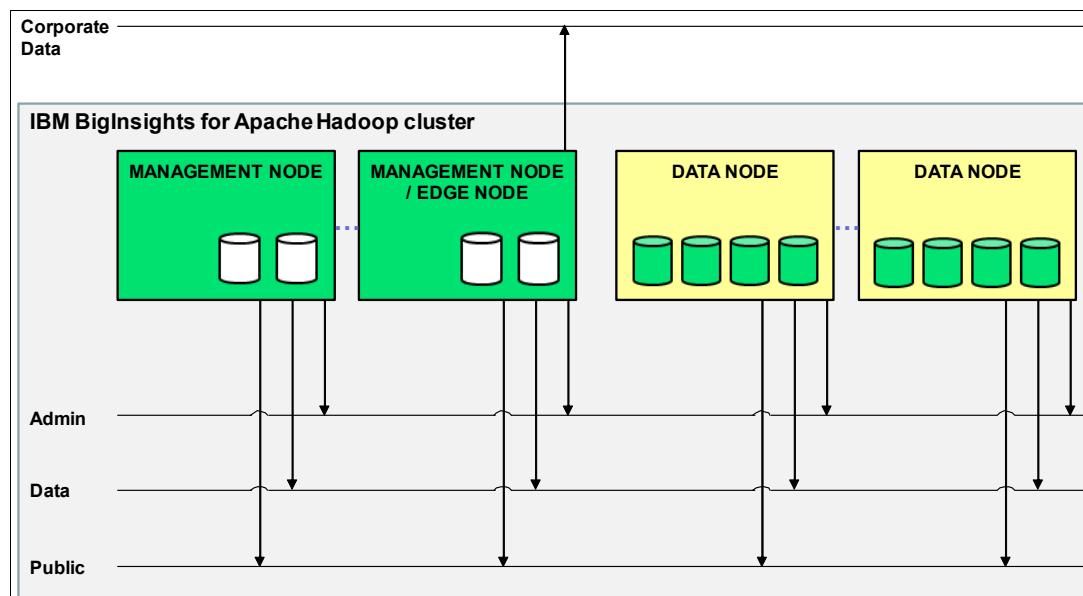 Corporate
Data
IBM BigInsights for Apache Hadoop cluster
MANAGEMENT NODE
MANAGEMENT NODE
/ EDGE NODE
DATA NODE
DATA NODE
Admin
Data
Public